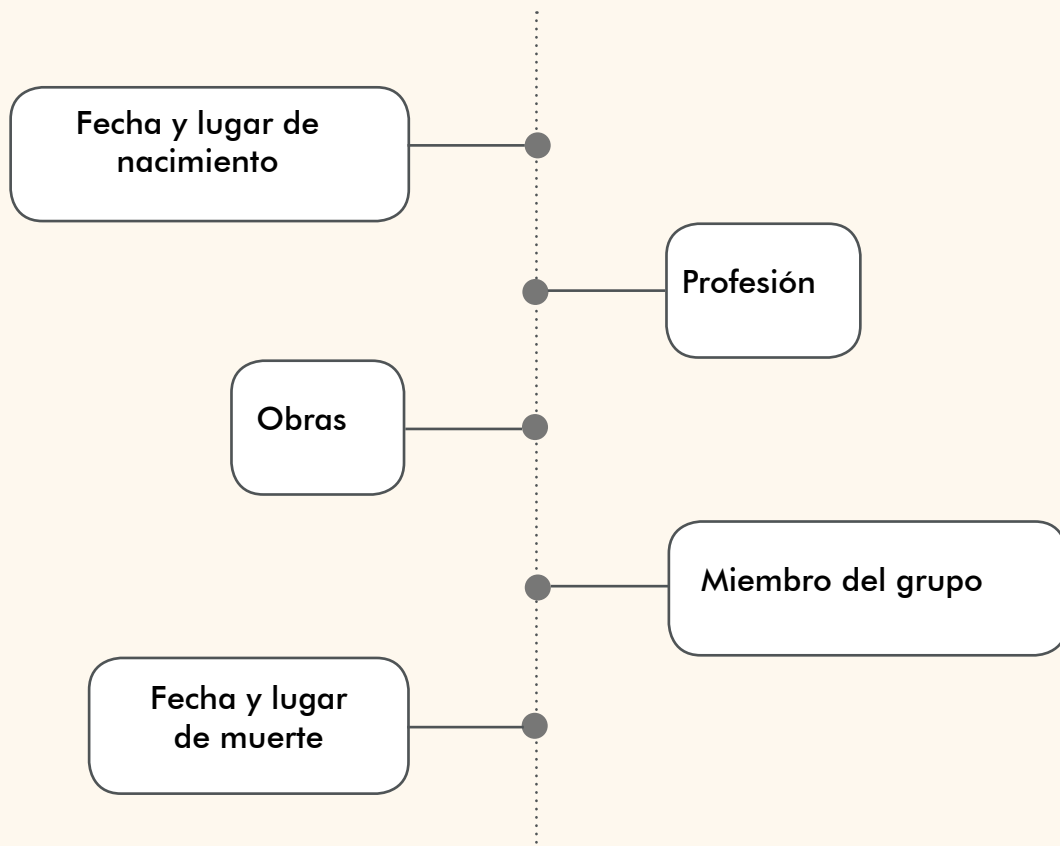 Fecha y lugar de
nacimiento
Profesión
Obras
Miembro del grupo
Fecha y lugar
de muerte